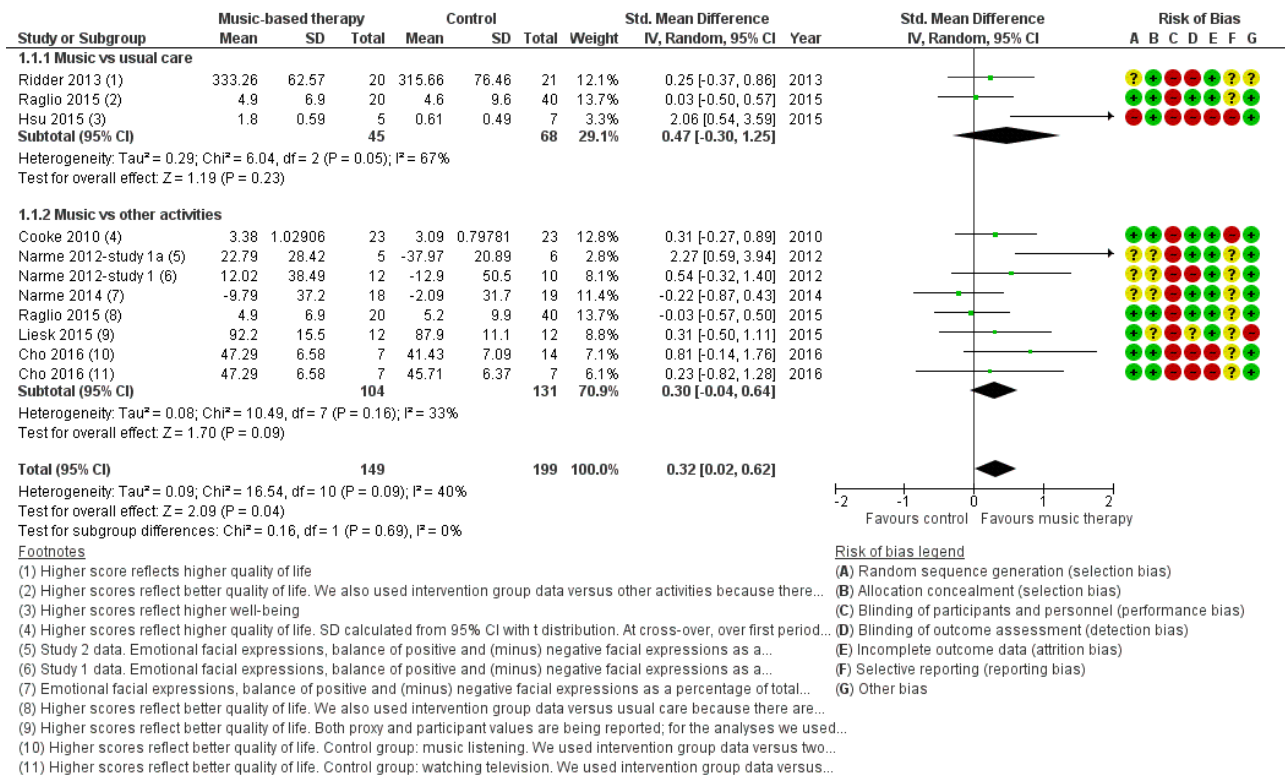 Music-based therapy Control Std. Mean Difference Std. Mean Difference Risk of Bias
Study or Subgroup Mean SD Total Mean SD Total Weight IV, Random, 95% CI Year IV, Random, 95% CI A B C D E F G
1.1.1 Music vs usual care
Ridder 2013 (1) 333.26 62.57 20 315.66 76.46 21 12.1% 0.25 [-0.37, 0.86] 2013 ? + - - + ? ?
Raglio 2015 (2) 4.9 6.9 20 4.6 9.6 40 13.7% 0.03 [-0.50, 0.57] 2015 + + - + + ? +
Hsu 2015 (3) 1.8 0.59 5 0.61 0.49 7 3.3% 2.06 [0.54, 3.59] 2015 - + - - - - +
Subtotal (95% CI) 45 68 29.1% 0.47 [-0.30, 1.25]
Heterogeneity: Tau² = 0.29; Chi² = 6.04, df = 2 (P = 0.05); I² = 67%
Test for overall effect: Z = 1.19 (P = 0.23)
1.1.2 Music vs other activities
Cooke 2010 (4) 3.38 1.02906 23 3.09 0.79781 23 12.8% 0.31 [-0.27, 0.89] 2010 + + - + + - +
Narme 2012-study 1a (5) 22.79 28.42 5 -37.97 20.89 6 2.8% 2.27 [0.59, 3.94] 2012 ? ? - - + ? +
Narme 2012-study 1 (6) 12.02 38.49 12 -12.9 50.5 10 8.1% 0.54 [-0.32, 1.40] 2012 ? ? - - + ? +
Narme 2014 (7) -9.79 37.2 18 -2.09 31.7 19 11.4% -0.22 [-0.87, 0.43] 2014 ? ? - + + ? +
Raglio 2015 (8) 4.9 6.9 20 5.2 9.9 40 13.7% -0.03 [-0.57, 0.50] 2015 + + - + + ? +
Liesk 2015 (9) 92.2 15.5 12 87.9 11.1 12 8.8% 0.31 [-0.50, 1.11] 2015 + ? - ? + ? -
Cho 2016 (10) 47.29 6.58 7 41.43 7.09 14 7.1% 0.81 [-0.14, 1.76] 2016 + + - - - ? +
Cho 2016 (11) 47.29 6.58 7 45.71 6.37 7 6.1% 0.23 [-0.82, 1.28] 2016 + + - - - ? +
Subtotal (95% CI) 104 131 70.9% 0.30 [-0.04, 0.64]
Heterogeneity: Tau² = 0.08; Chi² = 10.49, df = 7 (P = 0.16); I² = 33%
Test for overall effect: Z = 1.70 (P = 0.09)
Total (95% CI) 149 199 100.0% 0.32 [0.02, 0.62]
Heterogeneity: Tau² = 0.09; Chi² = 16.54, df = 10 (P = 0.09); I² = 40%
Test for overall effect: Z = 2.09 (P = 0.04)
Test for subgroup differences: Chi² = 0.16, df = 1 (P = 0.69), I² = 0%
-2 -1 0 1 2
Favours control Favours music therapy
Footnotes
(1) Higher score reflects higher quality of life
(2) Higher scores reflect better quality of life. We also used intervention group data versus other activities because there...
(3) Higher scores reflect higher well-being
(4) Higher scores reflect higher quality of life. SD calculated from 95% CI with t distribution. At cross-over, over first period...
(5) Study 2 data. Emotional facial expressions, balance of positive and (minus) negative facial expressions as a...
(6) Study 1 data. Emotional facial expressions, balance of positive and (minus) negative facial expressions as a...
(7) Emotional facial expressions, balance of positive and (minus) negative facial expressions as a percentage of total...
(8) Higher scores reflect better quality of life. We also used intervention group data versus usual care because there are...
(9) Higher scores reflect better quality of life. Both proxy and participant values are being reported; for the analyses we used...
(10) Higher scores reflect better quality of life. Control group: music listening. We used intervention group data versus two...
(11) Higher scores reflect better quality of life. Control group: watching television. We used intervention group data versus...
Risk of bias legend
(A) Random sequence generation (selection bias)
(B) Allocation concealment (selection bias)
(C) Blinding of participants and personnel (performance bias)
(D) Blinding of outcome assessment (detection bias)
(E) Incomplete outcome data (attrition bias)
(F) Selective reporting (reporting bias)
(G) Other bias